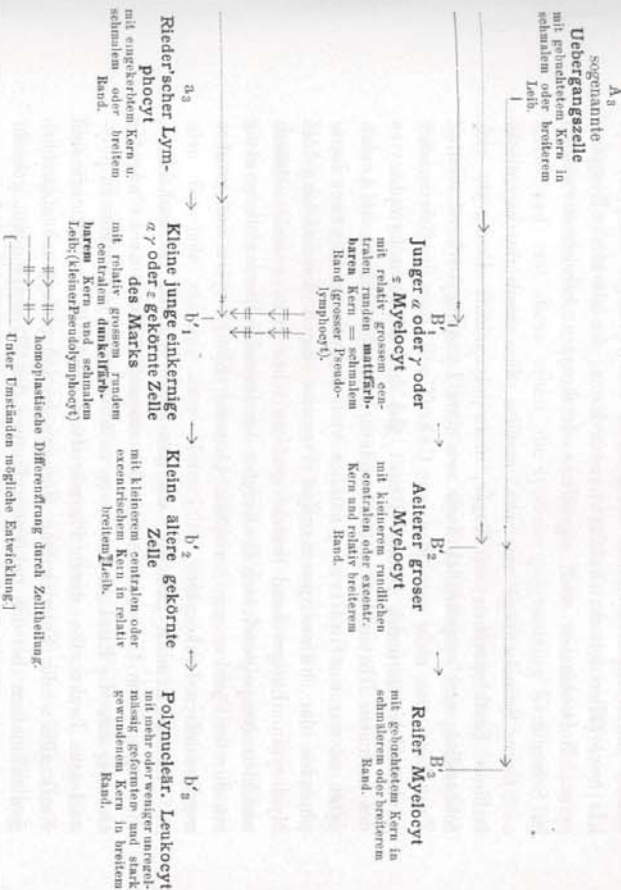 A₃
sogenannte
Uebergangszelle
mit gebuchtetem Kern in
schmalem oder breiterem
Leib.
B'₁
Junger α oder γ oder
ε Myelocyt
mit relativ grossem cen-
tralen runden mattfärb-
baren Kern = schmalem
Rand (grosser Pseudo-
lymphocyt).
B'₂
Aelterer groser
Myelocyt
mit kleinerem rundlichen
centralen oder excentr.
Kern und relativ breiterem
Rand.
B'₃
Reifer Myelocyt
mit gebuchtetem Kern in
schmälerem oder breiterem
Rand.
a₃
Rieder'scher Lym-
phocyt
mit eingekerbtem Kern u.
schmalem oder breitem
Rand.
b'₁
Kleine junge einkernige
α γ oder ε gekörnte Zelle
des Marks
mit relativ grossem rundem
centralem dunkelfärb-
barem Kern und schmalem
Leib; (kleiner Pseudolymphocyt)
b'₂
Kleine ältere gekörnte
Zelle
mit kleinerem centralen oder
excentrischem Kern in relativ
breitem Leib.
b'₃
Polynucleär. Leukocyt
mit mehr oder weniger unregel-
mässig geformtem und stark
gewundenem Kern in breitem
Rand.
homoplastische Differenfirung durch Zelltheilung.
[ Unter Umständen mögliche Entwicklung.]